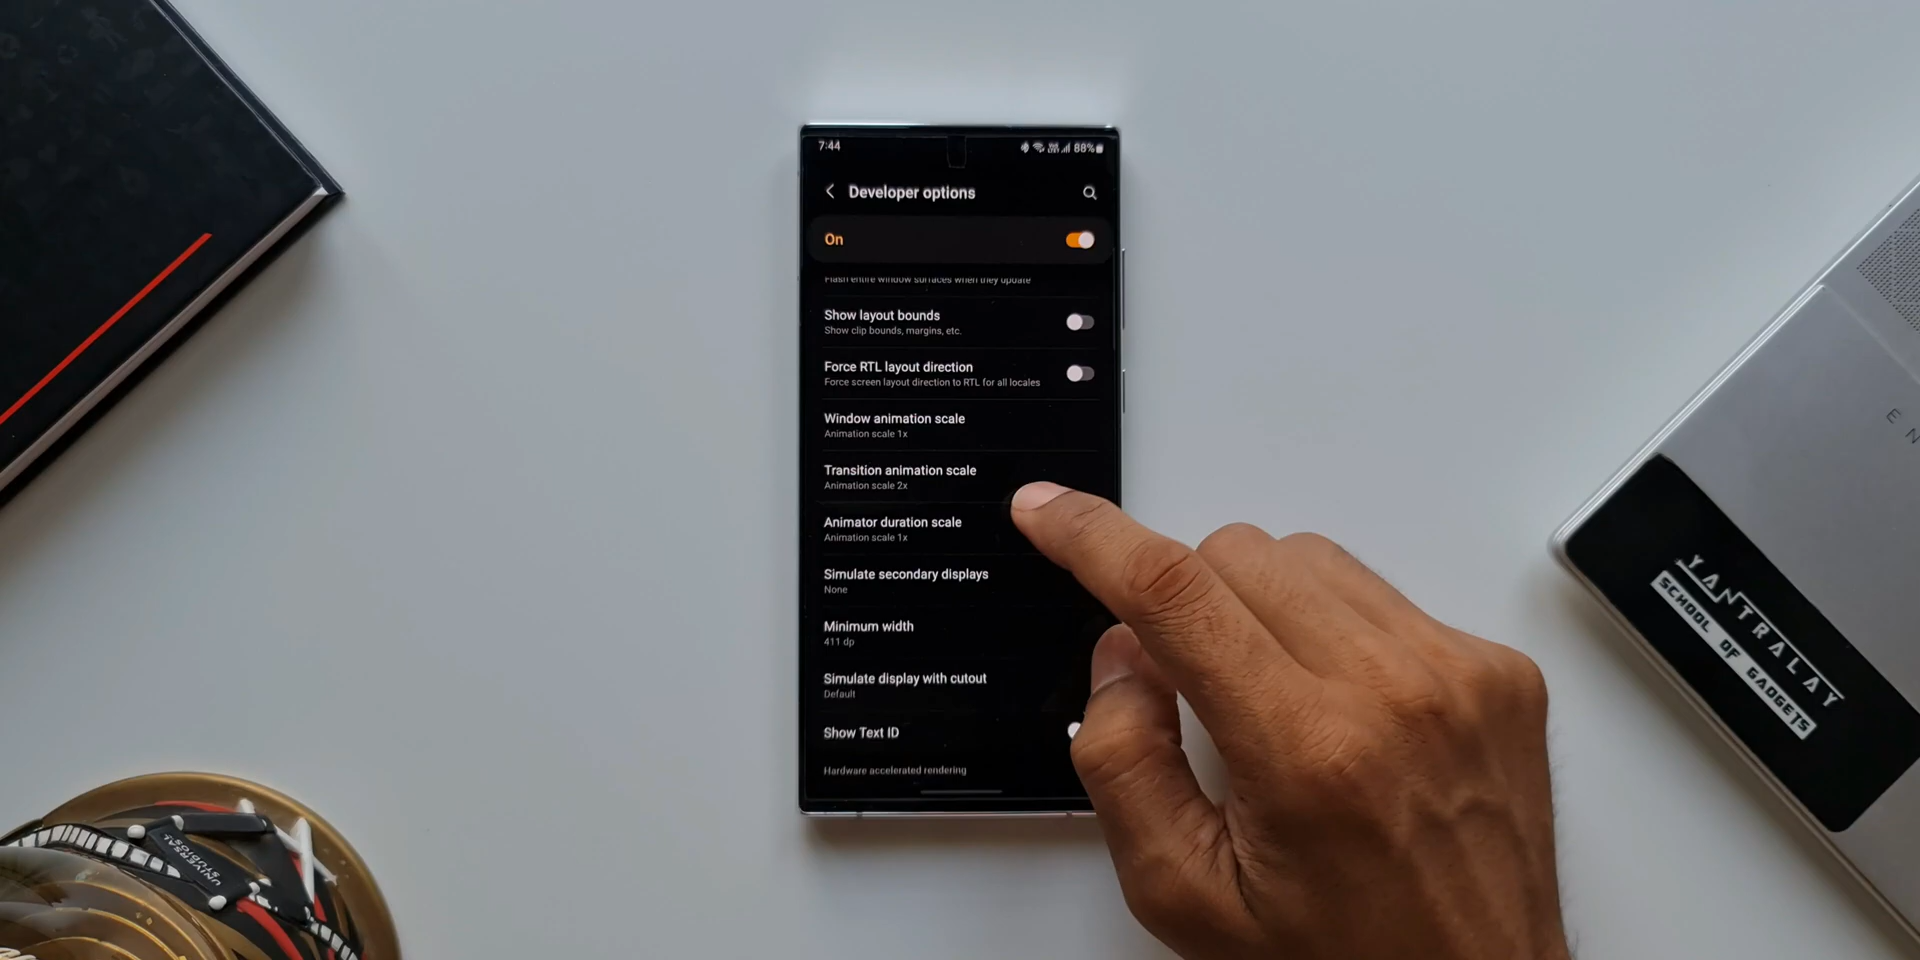 7:44
88%
Developer options
On
Flash entire window surfaces when they update
Show layout bounds
Show clip bounds, margins, etc.
Force RTL layout direction
Force screen layout direction to RTL for all locales
Window animation scale
Animation scale 1x
Transition animation scale
Animation scale 2x
Animator duration scale
Animation scale 1x
Simulate secondary displays
None
Minimum width
411 dp
Simulate display with cutout
Default
Show Text ID
Hardware accelerated rendering
E N
YANTRALAY
SCHOOL OF GADGETS
UNIVERSAL
STUDIOS